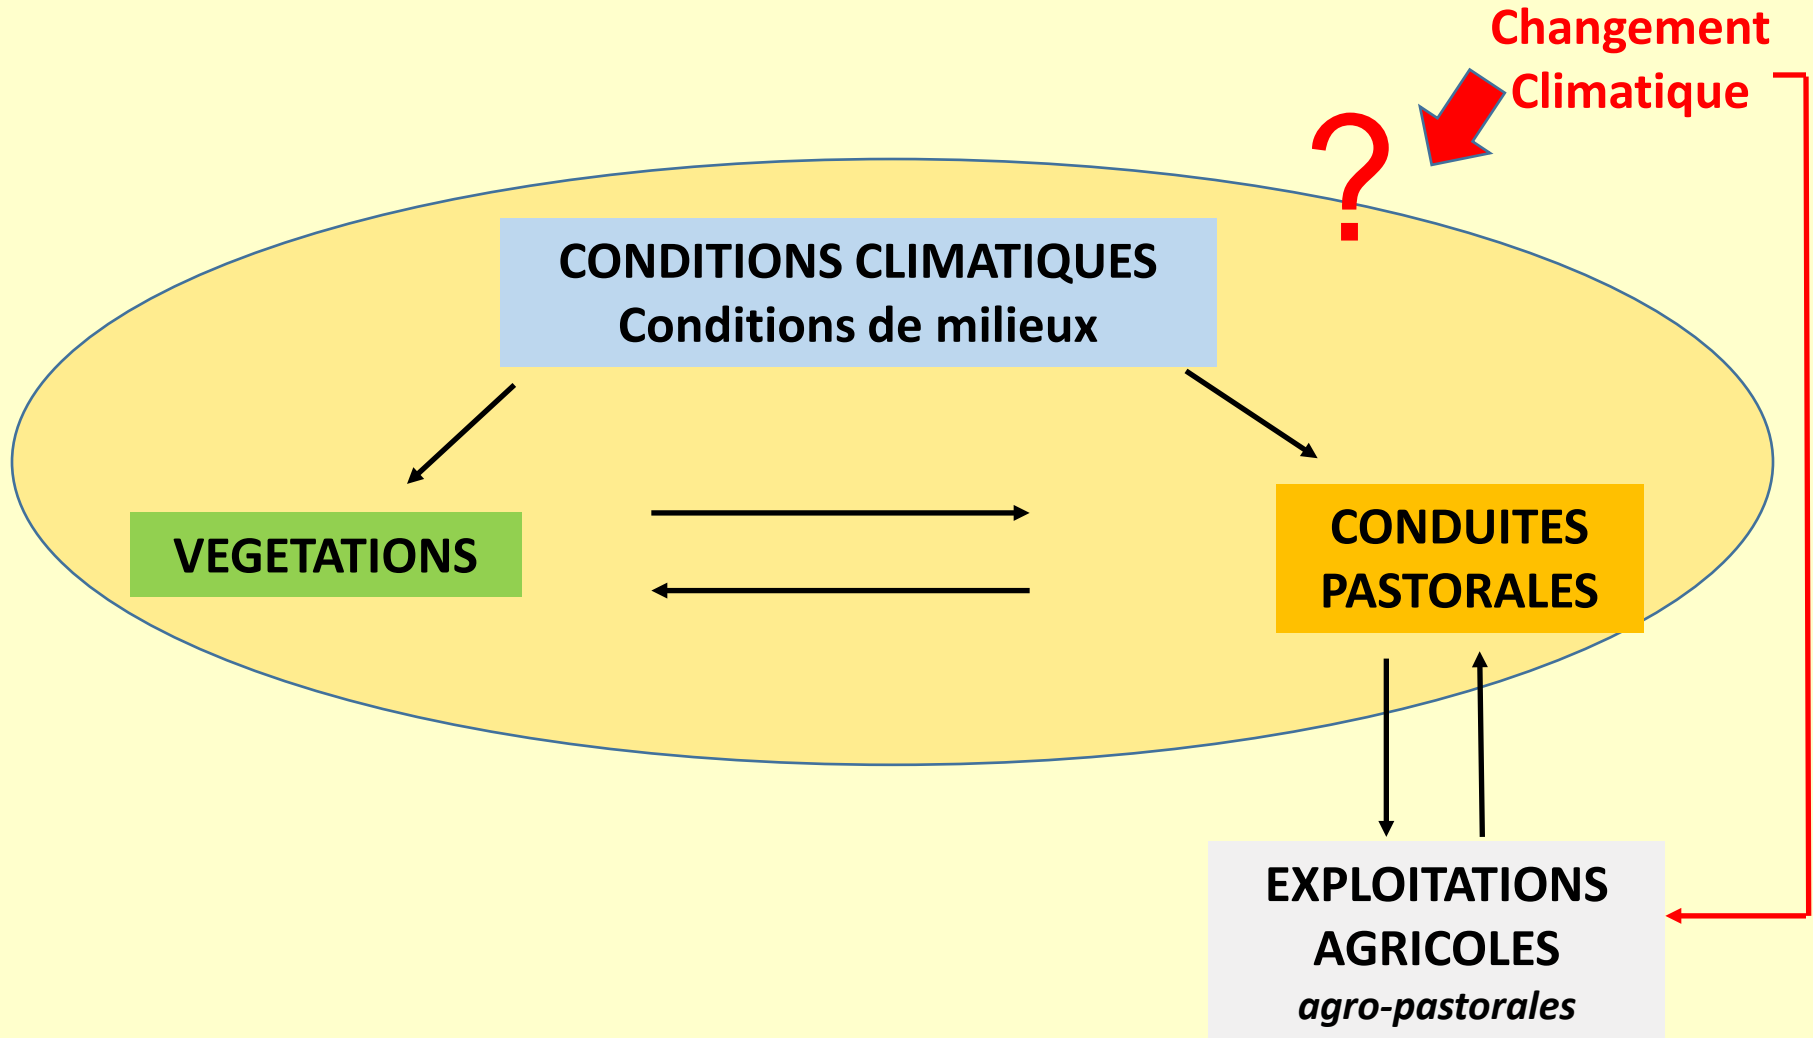 Changement
Climatique
?
CONDITIONS CLIMATIQUES
Conditions de milieux
VEGETATIONS
CONDUITES
PASTORALES
EXPLOITATIONS
AGRICOLES
agro-pastorales